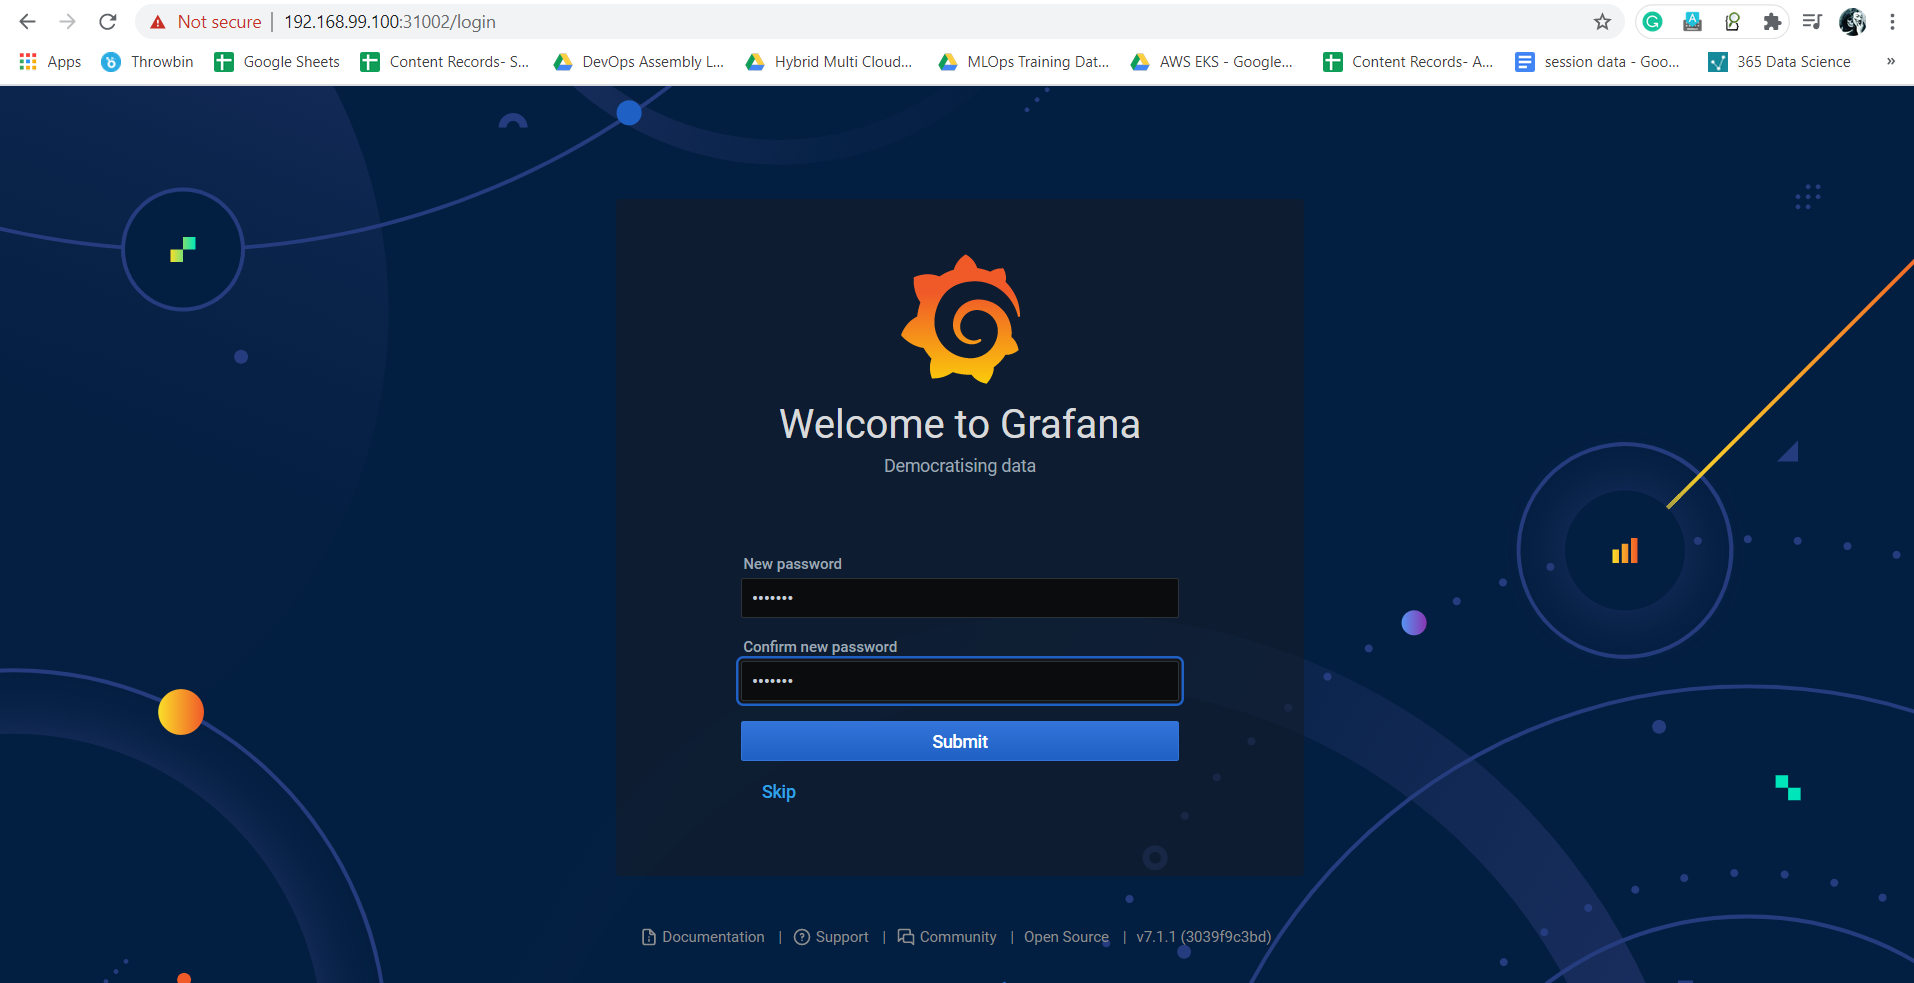 Not secure | 192.168.99.100:31002/login
Apps Throwbin Google Sheets Content Records- S... DevOps Assembly L... Hybrid Multi Cloud... MLOps Training Dat... AWS EKS - Google... Content Records- A... session data - Goo... 365 Data Science »
Welcome to Grafana
Democratising data
New password
•••••••
Confirm new password
•••••••
Submit
Skip
Documentation | Support | Community | Open Source | v7.1.1 (3039f9c3bd)